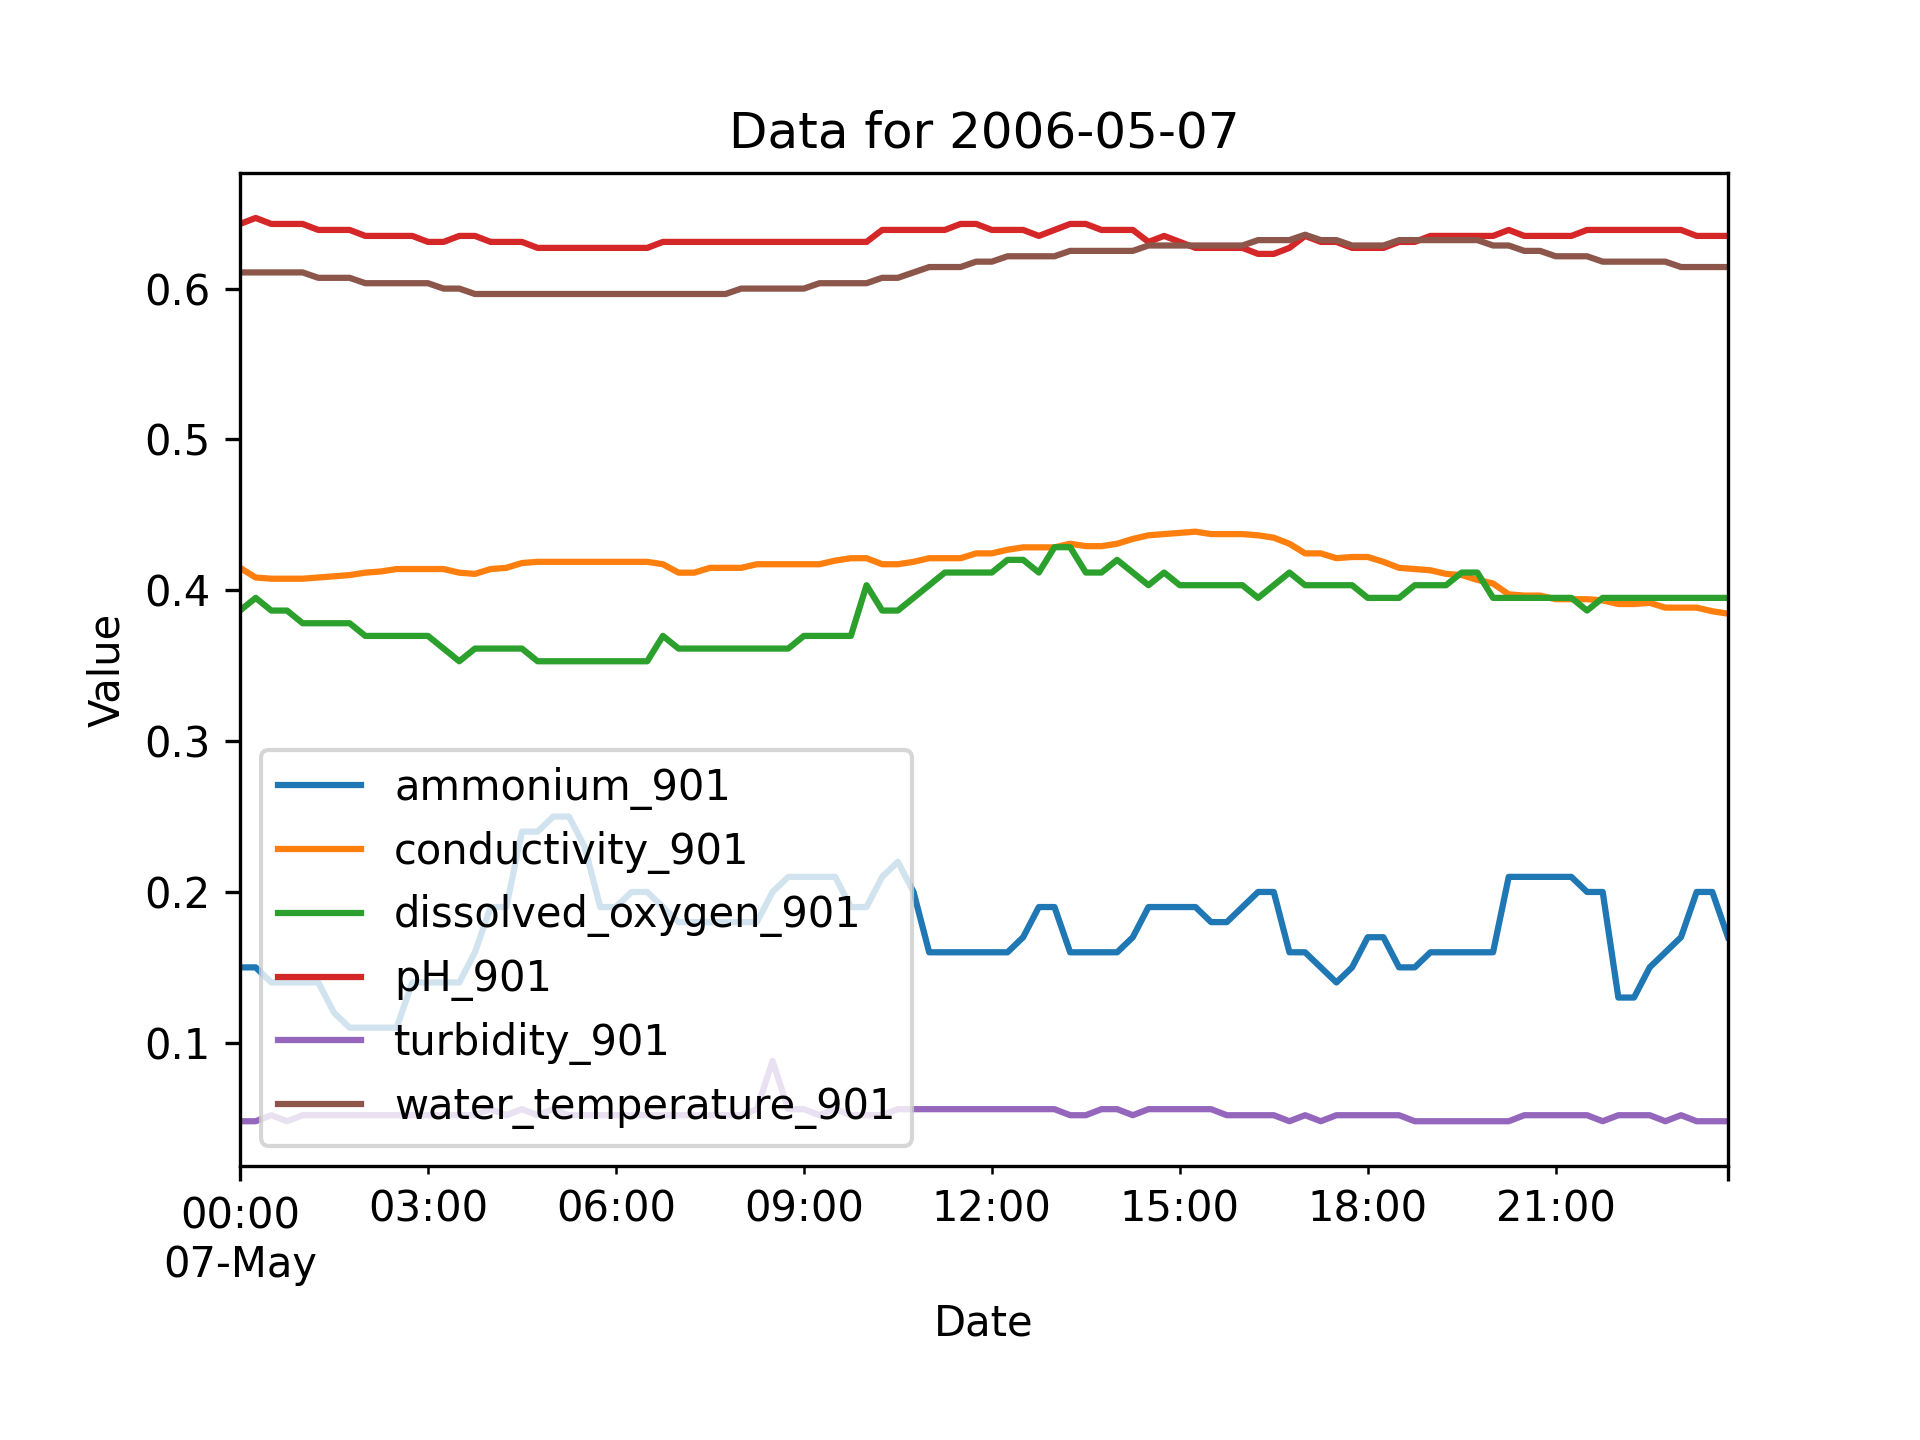 Data for 2006-05-07
Value
0.6
0.5
0.4
0.3
0.2
0.1
ammonium_901
conductivity_901
dissolved_oxygen_901
pH_901
turbidity_901
water_temperature_901
00:00 03:00 06:00 09:00 12:00 15:00 18:00 21:00
07-May
Date